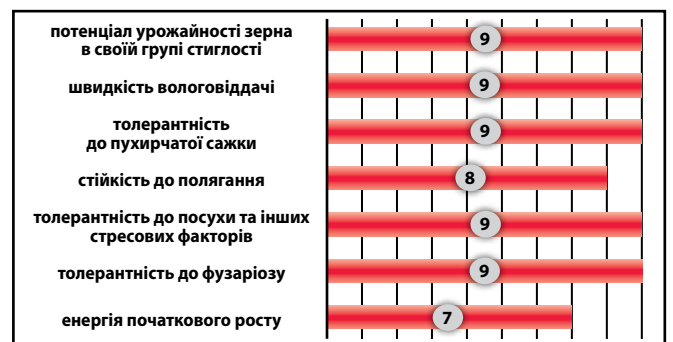 потенціал урожайності зерна
в своїй групі стиглості
9
швидкість вологовіддачі
9
толерантність
до пухирчатої сажки
9
стійкість до полягання
8
толерантність до посухи та інших
стресових факторів
9
толерантність до фузаріозу
9
енергія початкового росту
7